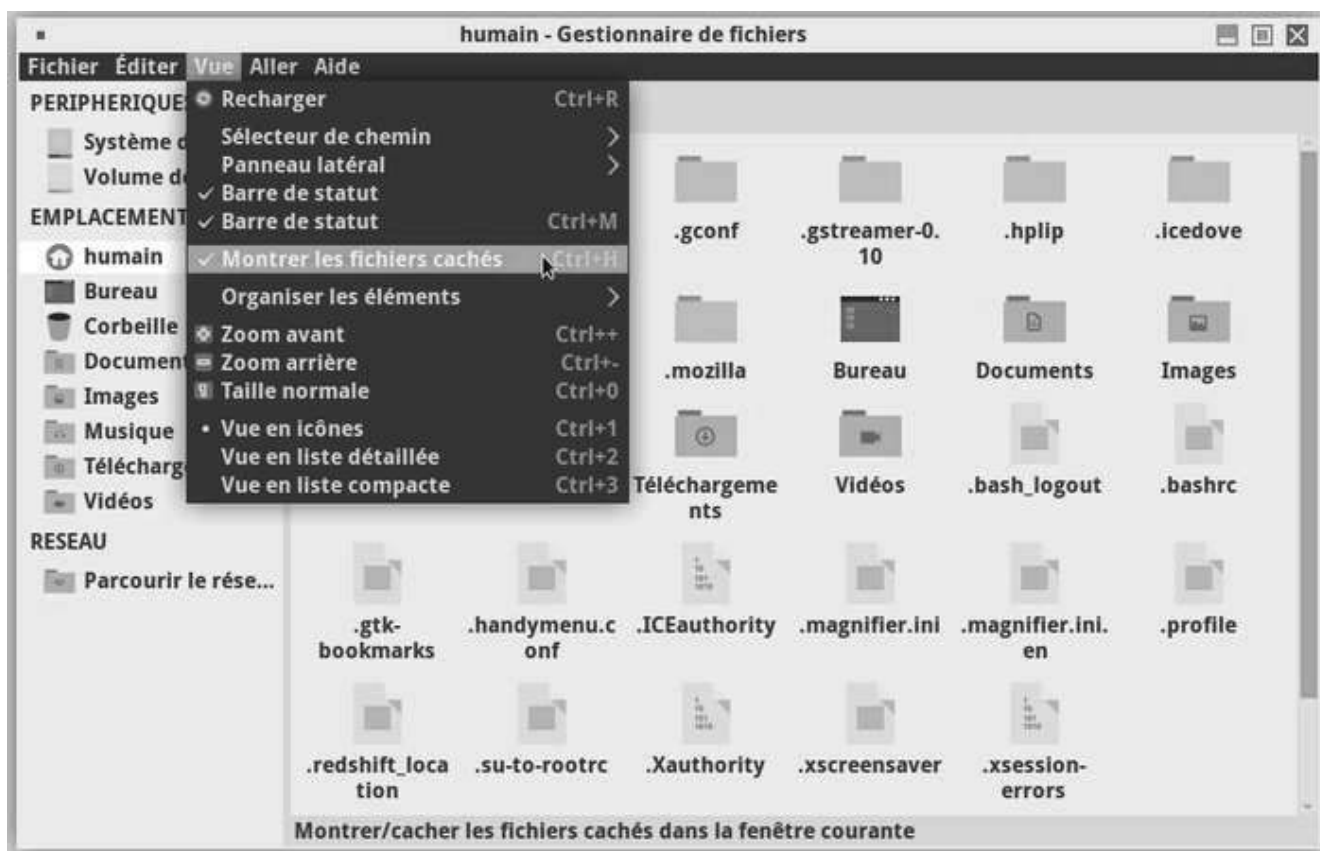 humain - Gestionnaire de fichiers
Fichier Éditer Vue Aller Aide
PERIPHERIQUES
Système d
Volume de
EMPLACEMENT
humain
Bureau
Corbeille
Document
Images
Musique
Télécharg
Vidéos
RESEAU
Parcourir le rése...
Recharger Ctrl+R
Sélecteur de chemin
Panneau latéral
Barre de statut
Barre de statut Ctrl+M
Montrer les fichiers cachés Ctrl+H
Organiser les éléments
Zoom avant Ctrl++
Zoom arrière Ctrl+-
Taille normale Ctrl+0
Vue en icônes Ctrl+1
Vue en liste détaillée Ctrl+2
Vue en liste compacte Ctrl+3
.gconf
.gstreamer-0.
10
.hplip
.icedove
.mozilla
Bureau
Documents
Images
Téléchargeme
nts
Vidéos
.bash_logout
.bashrc
.gtk-
bookmarks
.handymenu.c
onf
.ICEauthority
.magnifier.ini
.magnifier.ini.
en
.profile
.redshift_loca
tion
.su-to-rootrc
.Xauthority
.xscreensaver
.xsession-
errors
Montrer/cacher les fichiers cachés dans la fenêtre courante